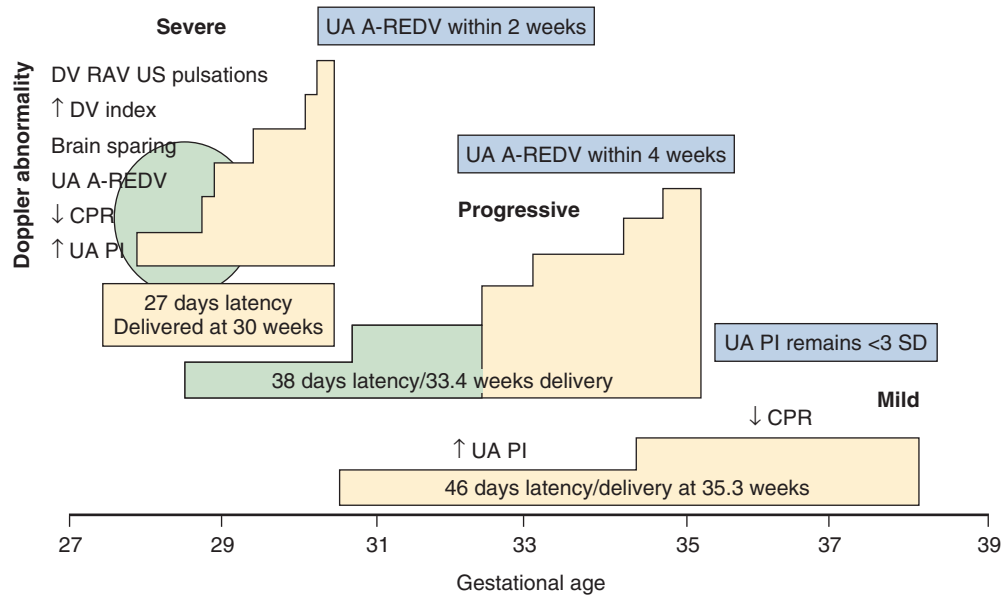 Severe
UA A-REDV within 2 weeks
Doppler abnormality
DV RAV US pulsations
↑ DV index
Brain sparing
UA A-REDV
↓ CPR
↑ UA PI
27 days latency
Delivered at 30 weeks
UA A-REDV within 4 weeks
Progressive
38 days latency/33.4 weeks delivery
UA PI remains <3 SD
Mild
↓ CPR
↑ UA PI
46 days latency/delivery at 35.3 weeks
27 29 31 33 35 37 39
Gestational age